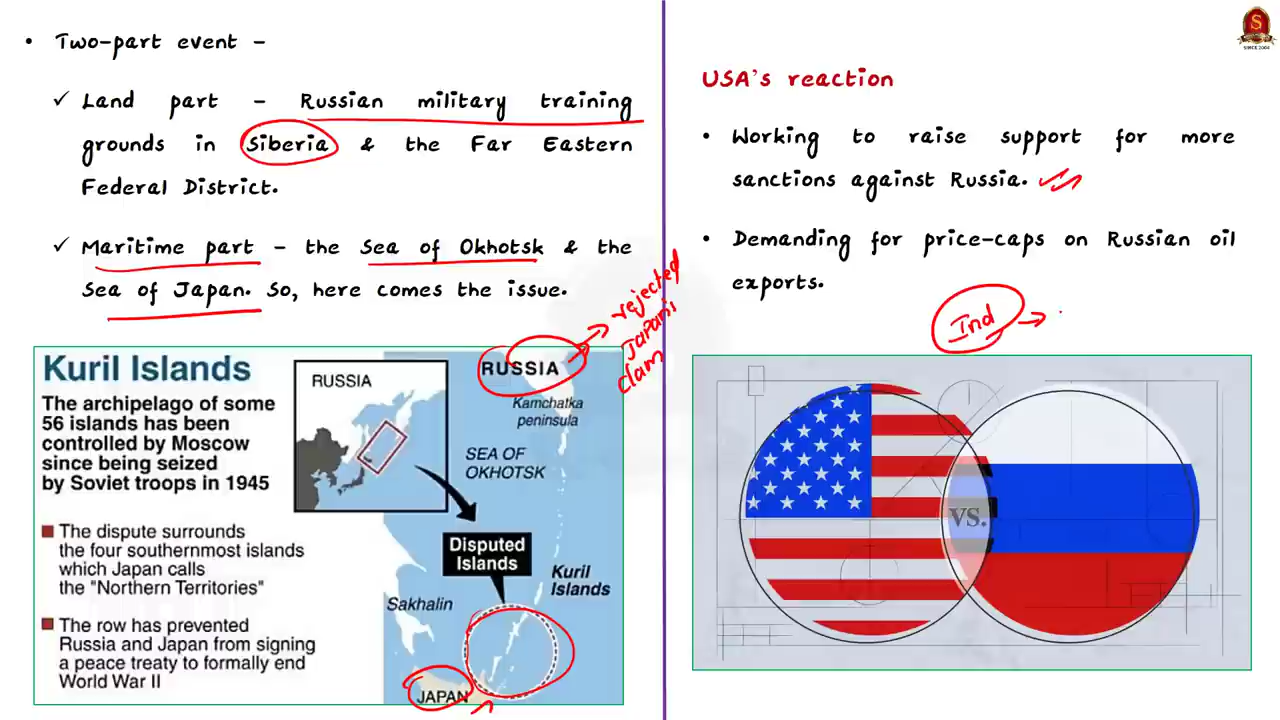 • Two-part event –
✓ Land part – Russian military training
grounds in Siberia & the Far Eastern
Federal District.
✓ Maritime part – the Sea of Okhotsk & the
Sea of Japan. So, here comes the issue.
rejected
Japan's
clam
Kuril Islands
The archipelago of some
56 islands has been
controlled by Moscow
since being seized
by Soviet troops in 1945
■ The dispute surrounds
the four southernmost islands
which Japan calls
the "Northern Territories"
■ The row has prevented
Russia and Japan from signing
a peace treaty to formally end
World War II
RUSSIA
RUSSIA
Kamchatka
peninsula
SEA OF
OKHOTSK
Disputed
Islands
Kuril
Islands
Sakhalin
JAPAN
S
SINCE 2004
USA's reaction
• Working to raise support for more
sanctions against Russia.
• Demanding for price-caps on Russian oil
exports.
Ind
VS.